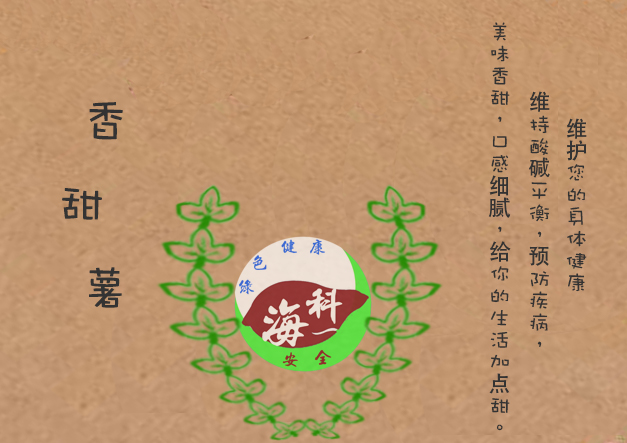 香甜薯
綠色健康
海科
安全
美味香甜，口感细腻，给你的生活加点甜。
维持酸碱平衡，预防疾病，
维护您的身体健康